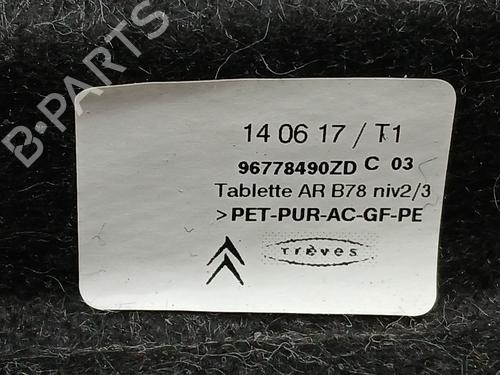 B-PARTS
14 06 17 / T1
96778490ZD C 03
Tablette AR B78 niv2/3
>PET-PUR-AC-GF-PE
Trèves